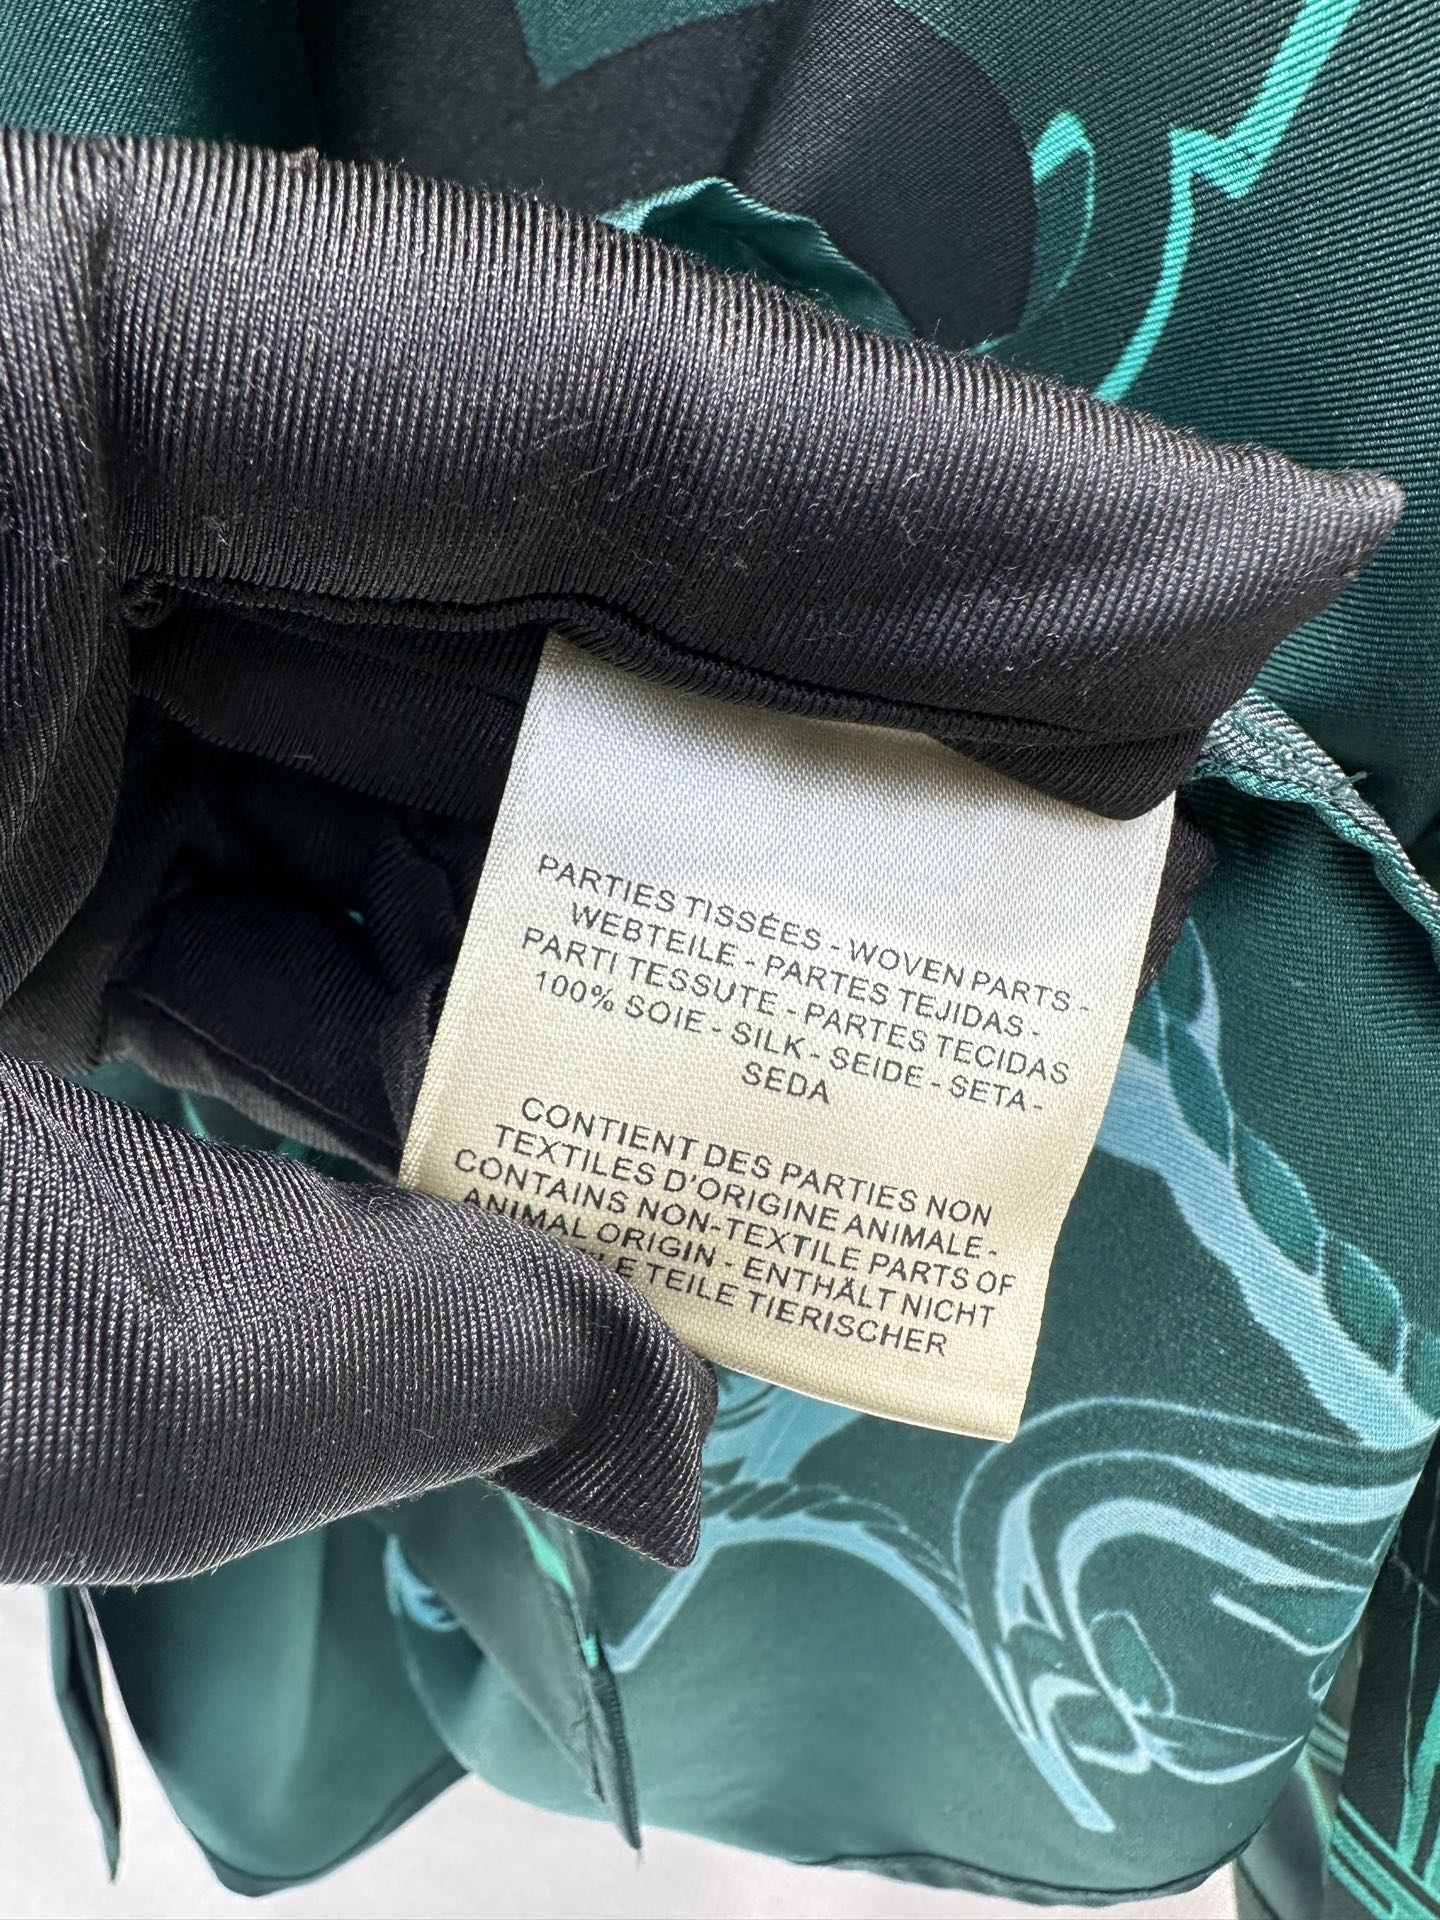 PARTIES TISSÉES - WOVEN PARTS -
WEBTEILE - PARTES TEJIDAS -
PARTI TESSUTE - PARTES TECIDAS
100% SOIE - SILK - SEIDE - SETA -
SEDA
CONTIENT DES PARTIES NON
TEXTILES D'ORIGINE ANIMALE -
CONTAINS NON-TEXTILE PARTS OF
ANIMAL ORIGIN - ENTHÄLT NICHT
TEILE TIERISCHER